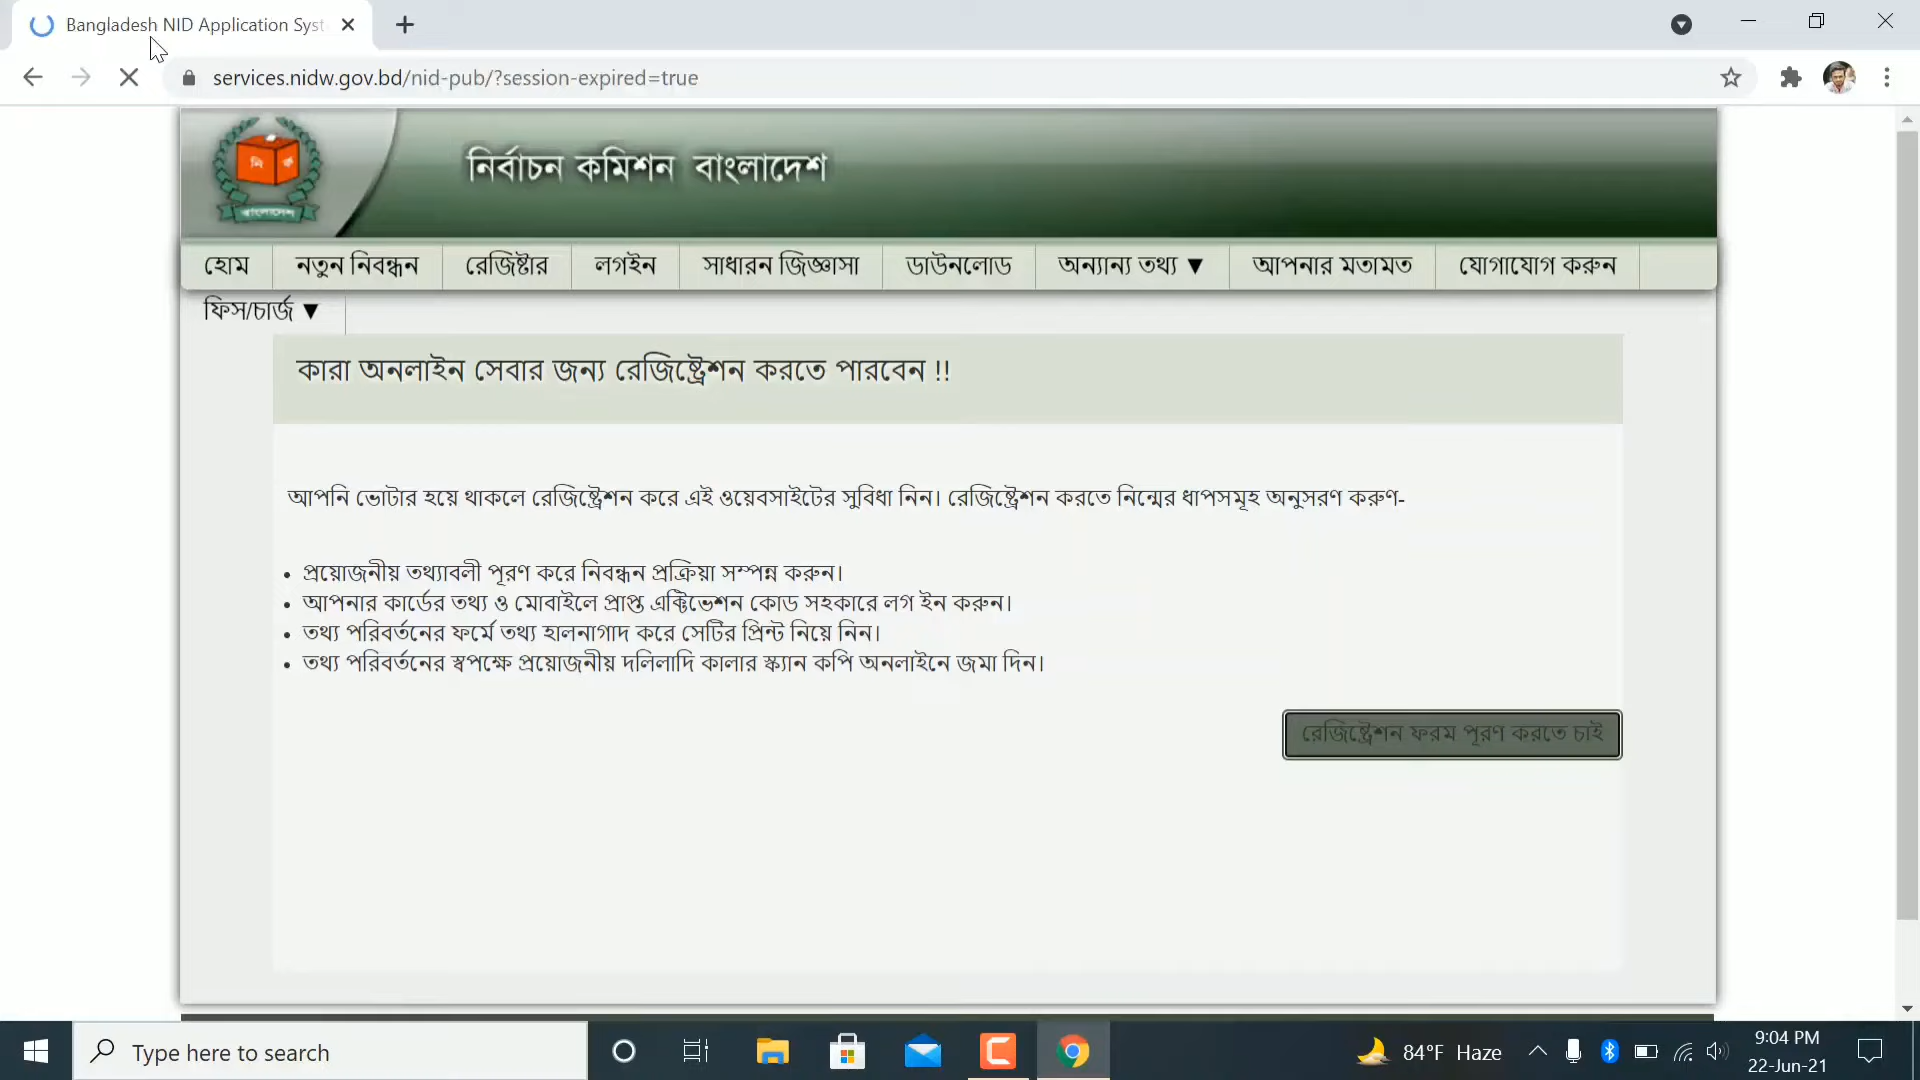 Bangladesh NID Application Syst
services.nidw.gov.bd/nid-pub/?session-expired=true
নি ক
বাংলাদেশ
নির্বাচন কমিশন বাংলাদেশ
হোম নতুন নিবন্ধন রেজিষ্টার লগইন সাধারন জিজ্ঞাসা ডাউনলোড অন্যান্য তথ্য ▼ আপনার মতামত যোগাযোগ করুন
ফিস/চার্জ ▼
কারা অনলাইন সেবার জন্য রেজিষ্ট্রেশন করতে পারবেন !!
আপনি ভোটার হয়ে থাকলে রেজিষ্ট্রেশন করে এই ওয়েবসাইটের সুবিধা নিন। রেজিষ্ট্রেশন করতে নিন্মের ধাপসমূহ অনুসরণ করুণ-
• প্রয়োজনীয় তথ্যাবলী পূরণ করে নিবন্ধন প্রক্রিয়া সম্পন্ন করুন।
• আপনার কার্ডের তথ্য ও মোবাইলে প্রাপ্ত এক্টিভেশন কোড সহকারে লগ ইন করুন।
• তথ্য পরিবর্তনের ফর্মে তথ্য হালনাগাদ করে সেটির প্রিন্ট নিয়ে নিন।
• তথ্য পরিবর্তনের স্বপক্ষে প্রয়োজনীয় দলিলাদি কালার স্ক্যান কপি অনলাইনে জমা দিন।
রেজিষ্ট্রেশন ফরম পূরণ করতে চাই
Type here to search
84°F Haze
9:04 PM
22-Jun-21